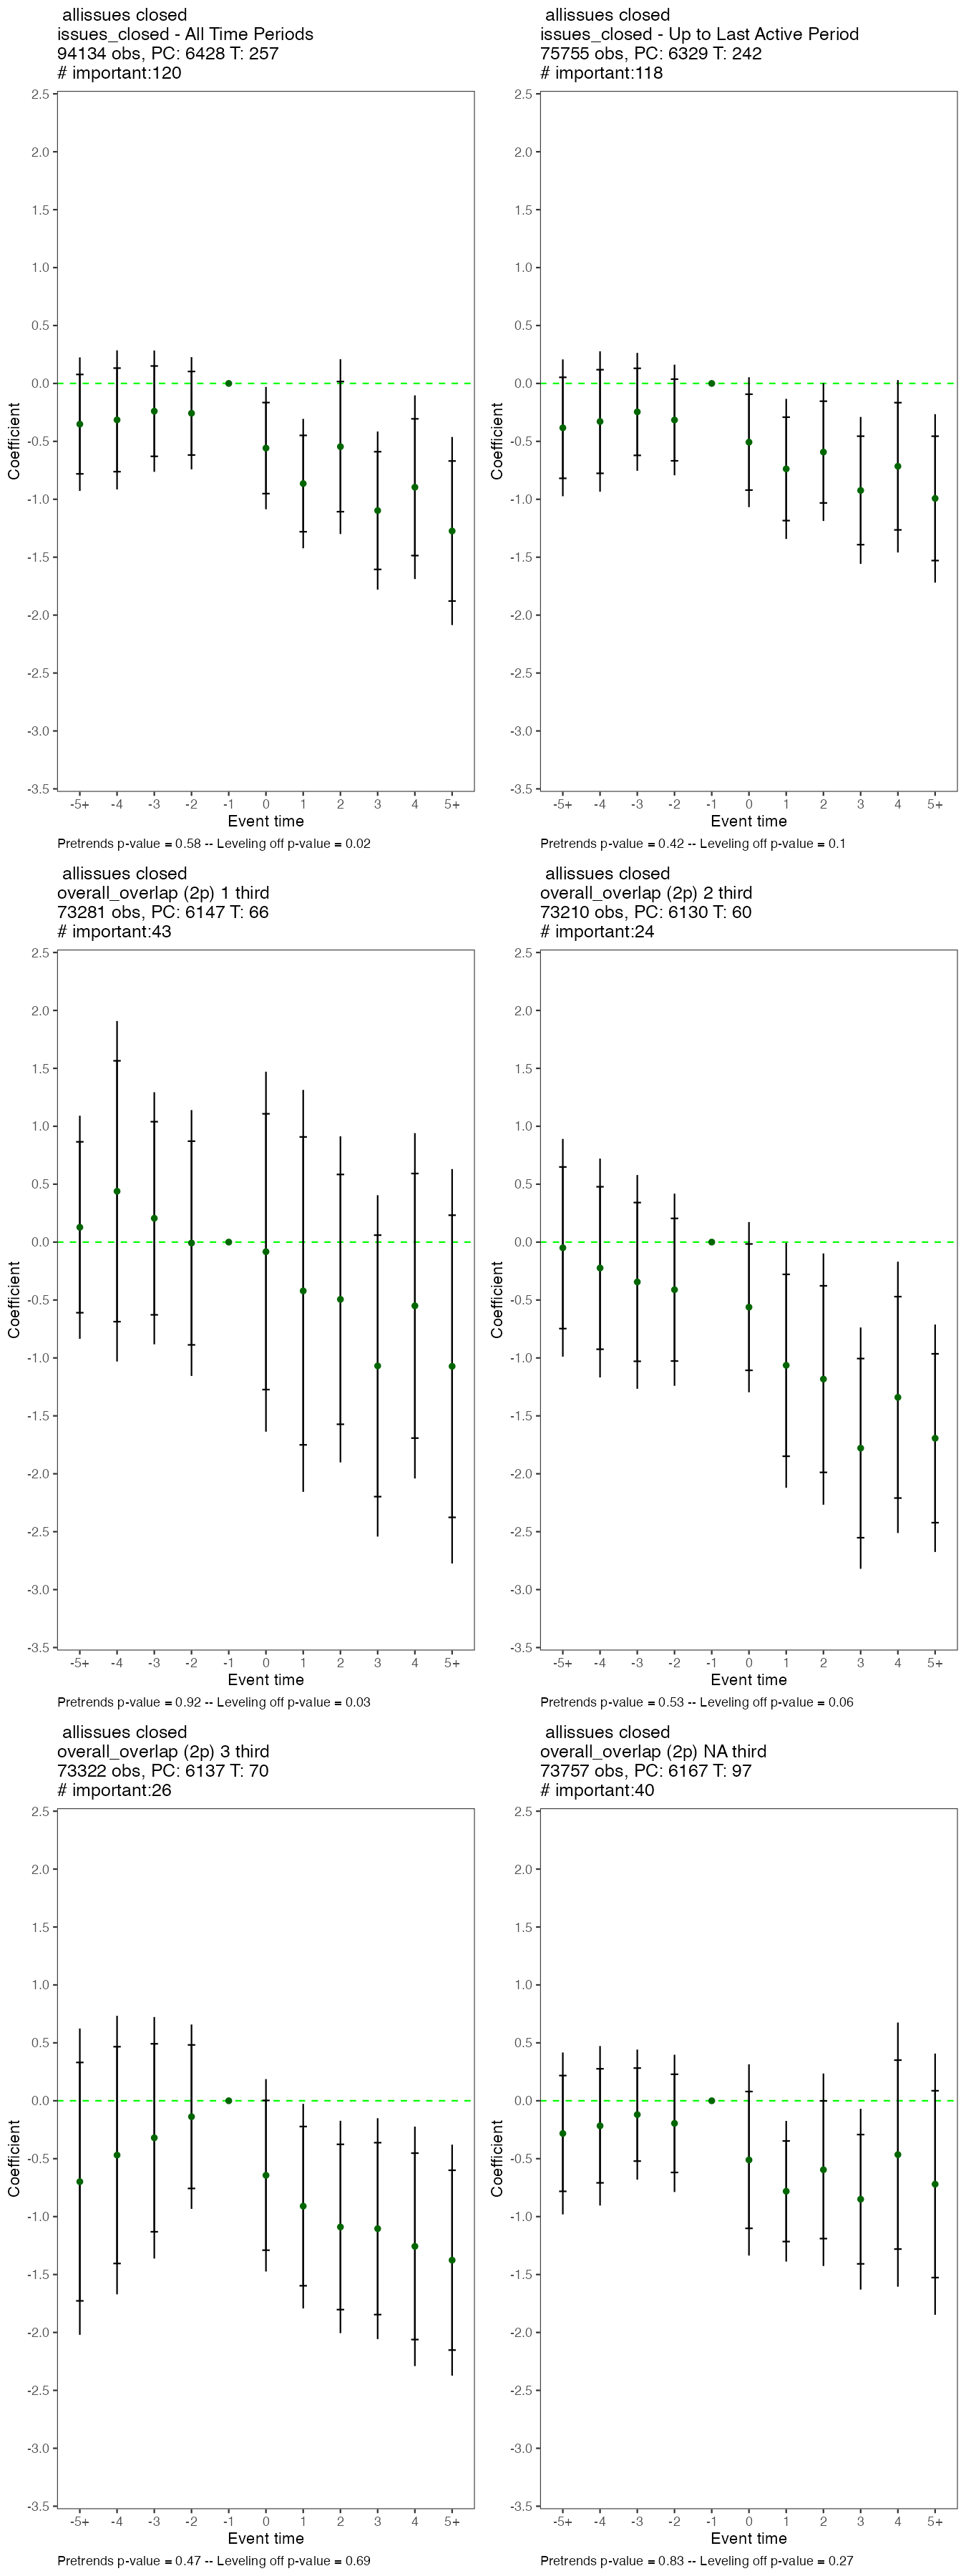 allissues closed
issues_closed - All Time Periods
94134 obs, PC: 6428 T: 257
# important:120
2.5
2.0
1.5
1.0
0.5
0.0
-0.5
-1.0
-1.5
-2.0
-2.5
-3.0
-3.5
Coefficient
-5+ -4 -3 -2 -1 0 1 2 3 4 5+
Event time
Pretrends p-value = 0.58 -- Leveling off p-value = 0.02
allissues closed
issues_closed - Up to Last Active Period
75755 obs, PC: 6329 T: 242
# important:118
2.5
2.0
1.5
1.0
0.5
0.0
-0.5
-1.0
-1.5
-2.0
-2.5
-3.0
-3.5
Coefficient
-5+ -4 -3 -2 -1 0 1 2 3 4 5+
Event time
Pretrends p-value = 0.42 -- Leveling off p-value = 0.1
allissues closed
overall_overlap (2p) 1 third
73281 obs, PC: 6147 T: 66
# important:43
2.5
2.0
1.5
1.0
0.5
0.0
-0.5
-1.0
-1.5
-2.0
-2.5
-3.0
-3.5
Coefficient
-5+ -4 -3 -2 -1 0 1 2 3 4 5+
Event time
Pretrends p-value = 0.92 -- Leveling off p-value = 0.03
allissues closed
overall_overlap (2p) 2 third
73210 obs, PC: 6130 T: 60
# important:24
2.5
2.0
1.5
1.0
0.5
0.0
-0.5
-1.0
-1.5
-2.0
-2.5
-3.0
-3.5
Coefficient
-5+ -4 -3 -2 -1 0 1 2 3 4 5+
Event time
Pretrends p-value = 0.53 -- Leveling off p-value = 0.06
allissues closed
overall_overlap (2p) 3 third
73322 obs, PC: 6137 T: 70
# important:26
2.5
2.0
1.5
1.0
0.5
0.0
-0.5
-1.0
-1.5
-2.0
-2.5
-3.0
-3.5
Coefficient
-5+ -4 -3 -2 -1 0 1 2 3 4 5+
Event time
Pretrends p-value = 0.47 -- Leveling off p-value = 0.69
allissues closed
overall_overlap (2p) NA third
73757 obs, PC: 6167 T: 97
# important:40
2.5
2.0
1.5
1.0
0.5
0.0
-0.5
-1.0
-1.5
-2.0
-2.5
-3.0
-3.5
Coefficient
-5+ -4 -3 -2 -1 0 1 2 3 4 5+
Event time
Pretrends p-value = 0.83 -- Leveling off p-value = 0.27